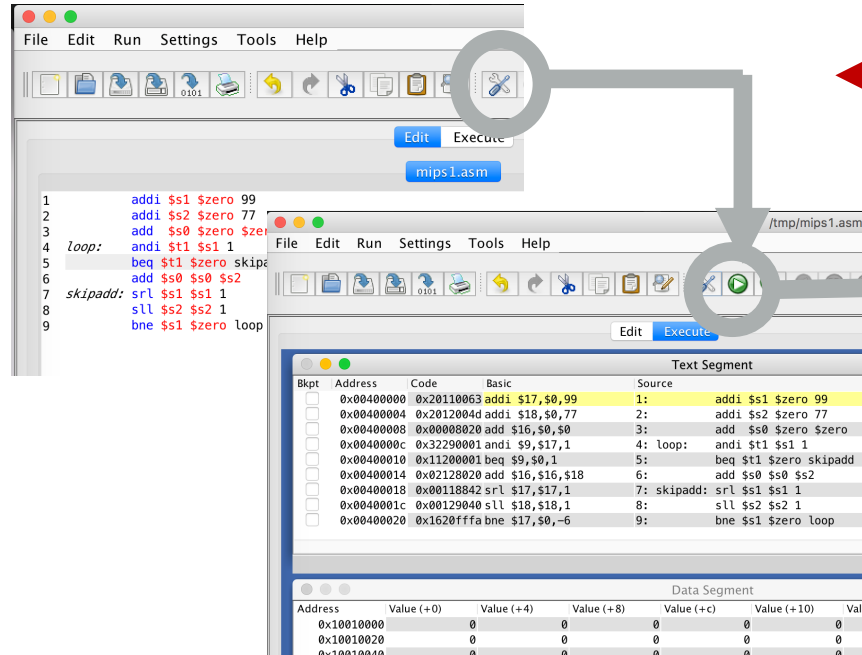 File Edit Run Settings Tools Help
0101
Edit Execute
mips1.asm
1 addi $s1 $zero 99
2 addi $s2 $zero 77
3 add $s0 $zero
4 loop: andi $t1 $s1 1
5 beq $t1 $zero skipa
6 add $s0 $s0 $s2
7 skipadd: srl $s1 $s1 1
8 sll $s2 $s2 1
9 bne $s1 $zero loop
/tmp/mips1.asm
File Edit Run Settings Tools Help
0101
Edit Execute
Text Segment
Bkpt Address Code Basic Source
0x00400000 0x20110063 addi $17,$0,99 1: addi $s1 $zero 99
0x00400004 0x2012004d addi $18,$0,77 2: addi $s2 $zero 77
0x00400008 0x00008020 add $16,$0,$0 3: add $s0 $zero $zero
0x0040000c 0x32290001 andi $9,$17,1 4: loop: andi $t1 $s1 1
0x00400010 0x11200001 beq $9,$0,1 5: beq $t1 $zero skipadd
0x00400014 0x02128020 add $16,$16,$18 6: add $s0 $s0 $s2
0x00400018 0x00118842 srl $17,$17,1 7: skipadd: srl $s1 $s1 1
0x0040001c 0x00129040 sll $18,$18,1 8: sll $s2 $s2 1
0x00400020 0x1620fffa bne $17,$0,-6 9: bne $s1 $zero loop
Data Segment
Address Value (+0) Value (+4) Value (+8) Value (+c) Value (+10) Val
0x10010000 0 0 0 0 0
0x10010020 0 0 0 0 0
0x10010040 0 0 0 0 0